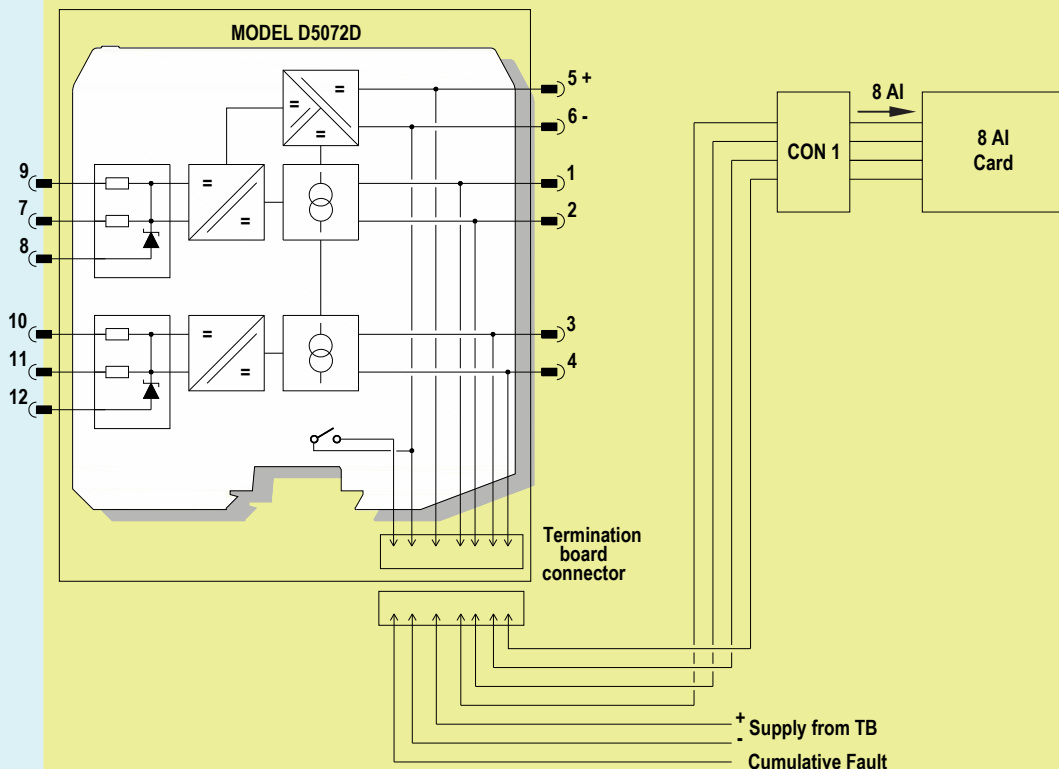 MODEL D5072D
5 +
6 -
9
7
8
1
2
10
11
12
3
4
= = =
= =
= =
8 AI
CON 1
8 AI
Card
Termination
board
connector
+
Supply from TB
-
Cumulative Fault